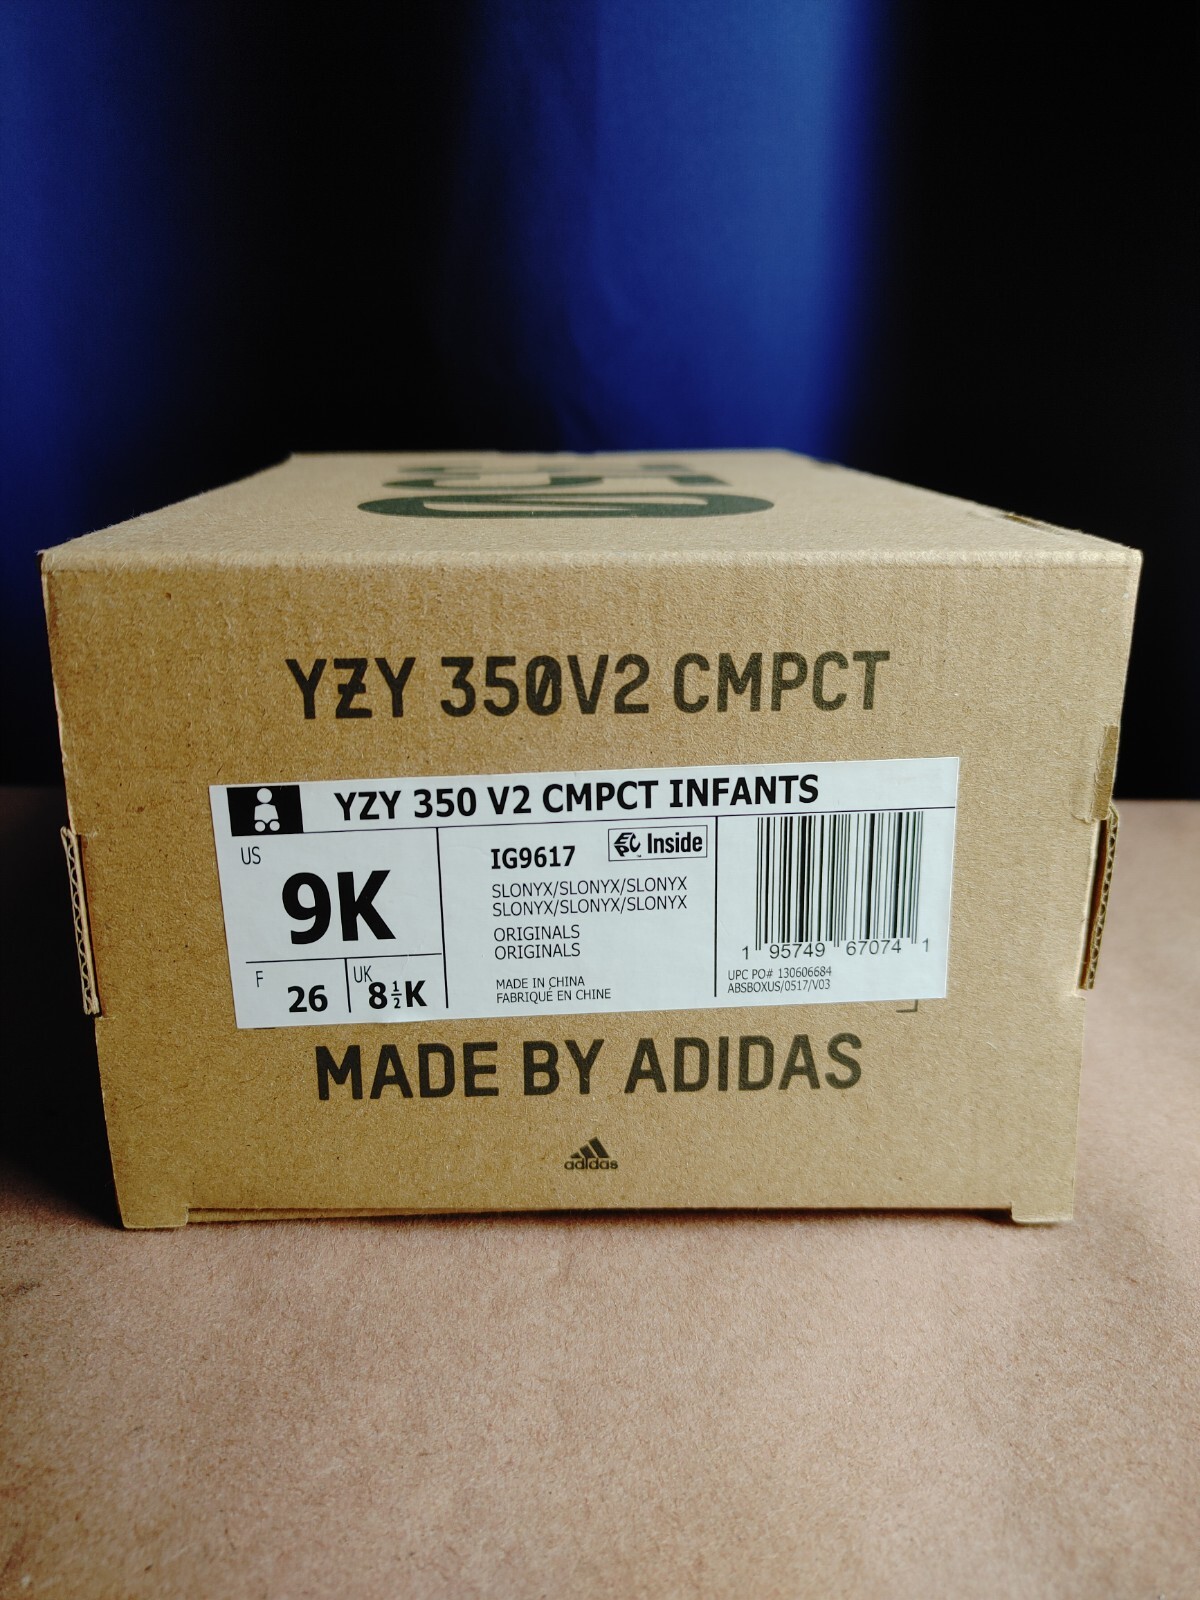 350
YZY 350V2 CMPCT
YZY 350 V2 CMPCT INFANTS
US
9K
F
26
UK
8½K
IG9617
EPC Inside
SLONYX/SLONYX/SLONYX
SLONYX/SLONYX/SLONYX
ORIGINALS
ORIGINALS
MADE IN CHINA
FABRIQUÉ EN CHINE
1 95749 67074 1
UPC PO# 130606684
ABSBOXUS/0517/V03
MADE BY ADIDAS
adidas